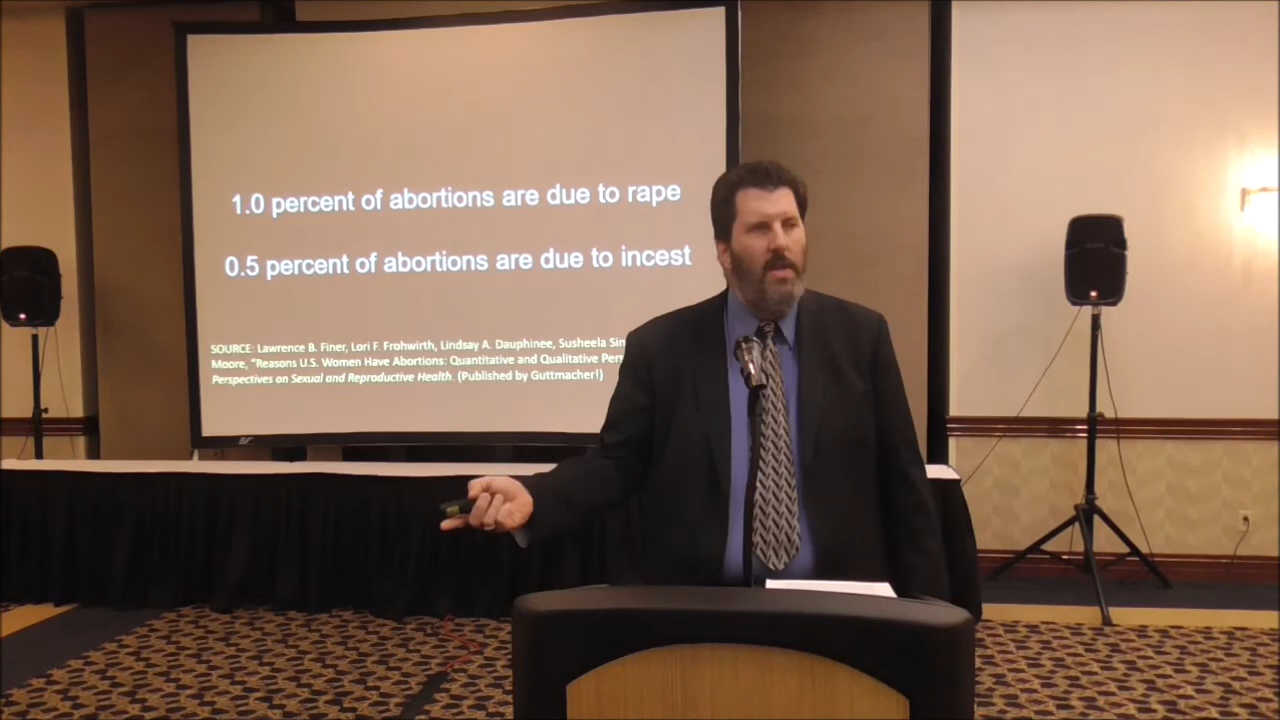 1.0 percent of abortions are due to rape
0.5 percent of abortions are due to incest
SOURCE: Lawrence B. Finer, Lori F. Frohwirth, Lindsay A. Dauphinee, Susheela
Moore, "Reasons U.S. Women Have Abortions: Quantitative and Qualitative
Perspectives on Sexual and Reproductive Health. (Published by Guttmacher!)